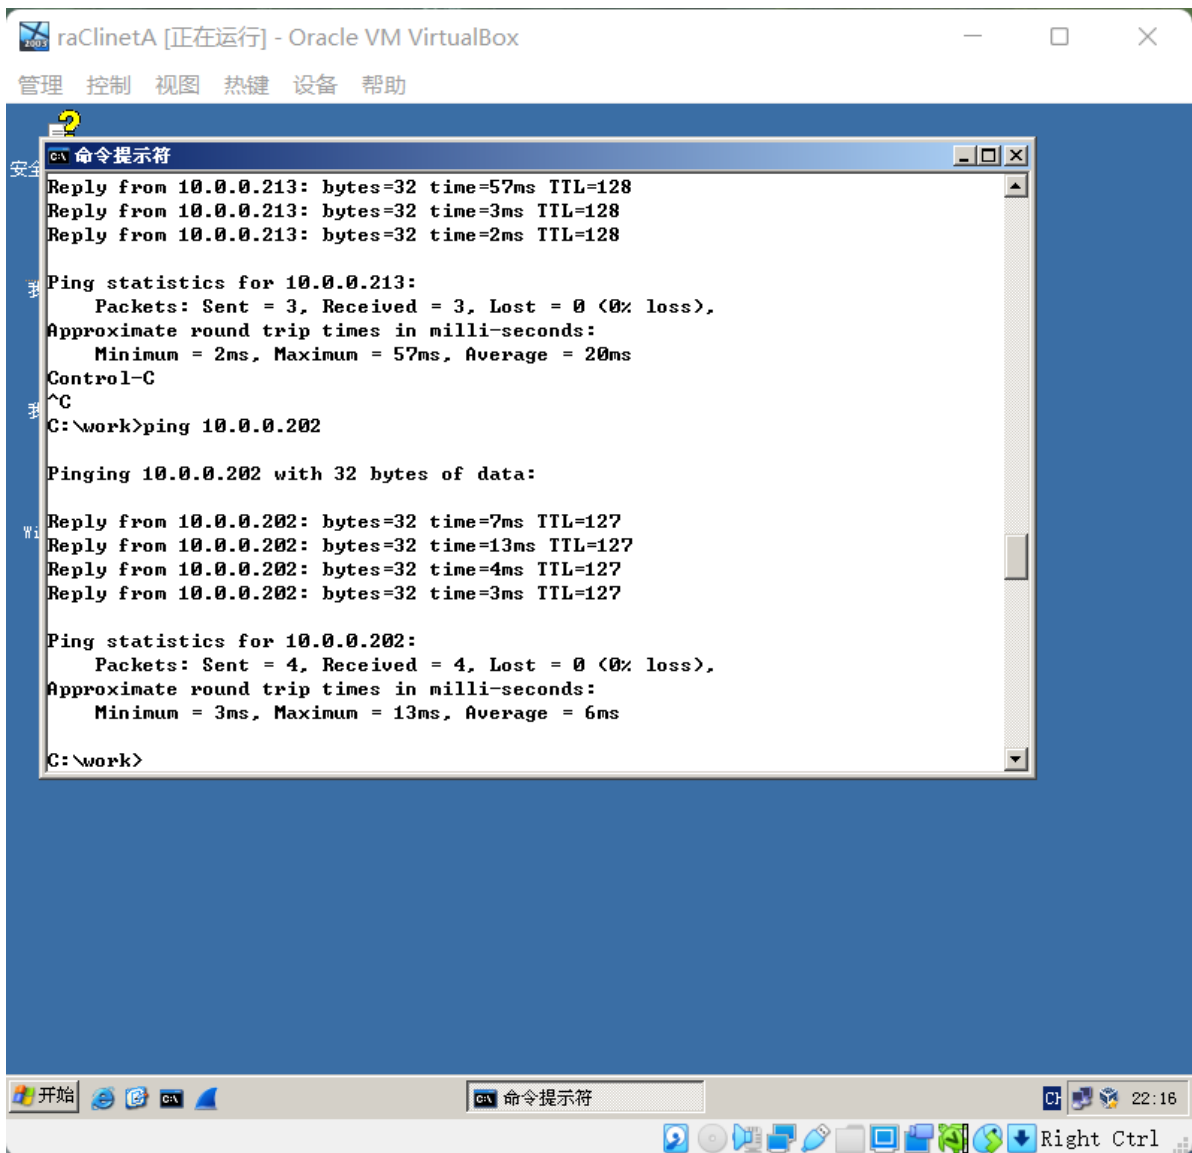 raClinetA [正在运行] - Oracle VM VirtualBox
管理 控制 视图 热键 设备 帮助
安全
命令提示符
Reply from 10.0.0.213: bytes=32 time=57ms TTL=128
Reply from 10.0.0.213: bytes=32 time=3ms TTL=128
Reply from 10.0.0.213: bytes=32 time=2ms TTL=128
Ping statistics for 10.0.0.213:
Packets: Sent = 3, Received = 3, Lost = 0 (0% loss),
Approximate round trip times in milli-seconds:
Minimum = 2ms, Maximum = 57ms, Average = 20ms
Control-C
^C
C:\work>ping 10.0.0.202
Pinging 10.0.0.202 with 32 bytes of data:
Reply from 10.0.0.202: bytes=32 time=7ms TTL=127
Reply from 10.0.0.202: bytes=32 time=13ms TTL=127
Reply from 10.0.0.202: bytes=32 time=4ms TTL=127
Reply from 10.0.0.202: bytes=32 time=3ms TTL=127
Ping statistics for 10.0.0.202:
Packets: Sent = 4, Received = 4, Lost = 0 (0% loss),
Approximate round trip times in milli-seconds:
Minimum = 3ms, Maximum = 13ms, Average = 6ms
C:\work>
开始 命令提示符 CH 22:16
Right Ctrl